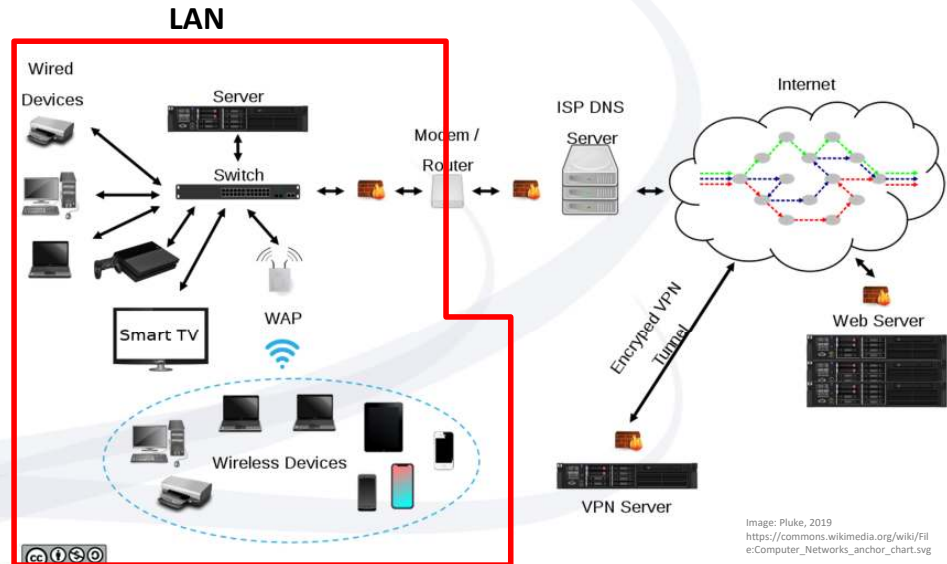 LAN
Wired
Devices
Server
Switch
Modem /
Router
ISP DNS
Server
Internet
Smart TV
WAP
Wireless Devices
Encryped VPN
Tunnel
Web Server
VPN Server
Image: Pluke, 2019
https://commons.wikimedia.org/wiki/Fil
e:Computer_Networks_anchor_chart.svg